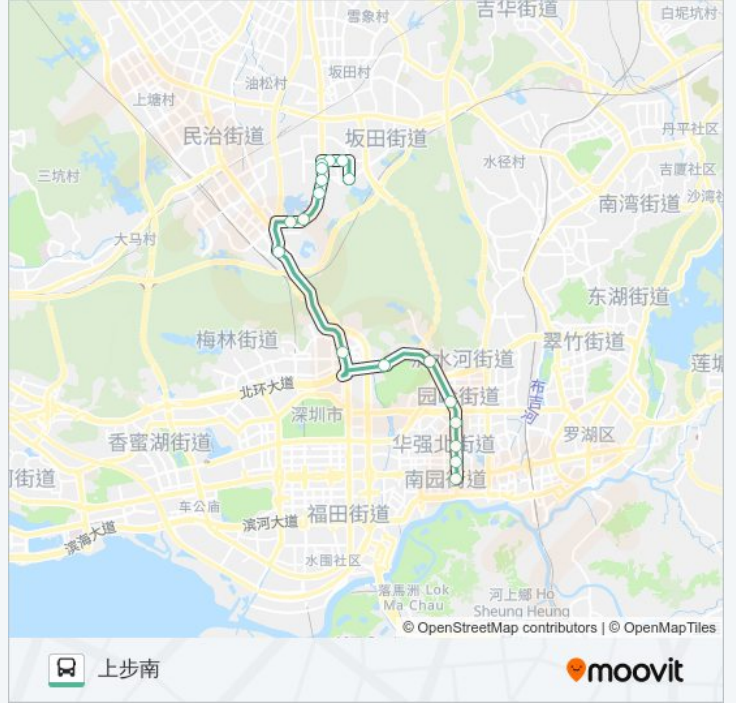 雪象村
吉华街道
白坭坑村
坂田村
油松村
上塘村
民治街道
坂田街道
丹平社区
水径村
吉厦社区
三坑村
南湾街道
沙湾社
大马村
东湖街道
梅林街道
翠竹街道
水河街道
莲塘
北环大道
园岭街道
布吉河
深圳市
罗湖区
香蜜湖街道
华强北街道
河街道
南园街道
车公庙
滨河大道
福田街道
滨海大道
水围社区
落馬洲 Lok
Ma Chau
河上鄉 Ho
Sheung Heung
© OpenStreetMap contributors | © OpenMapTiles
上步南
moovit